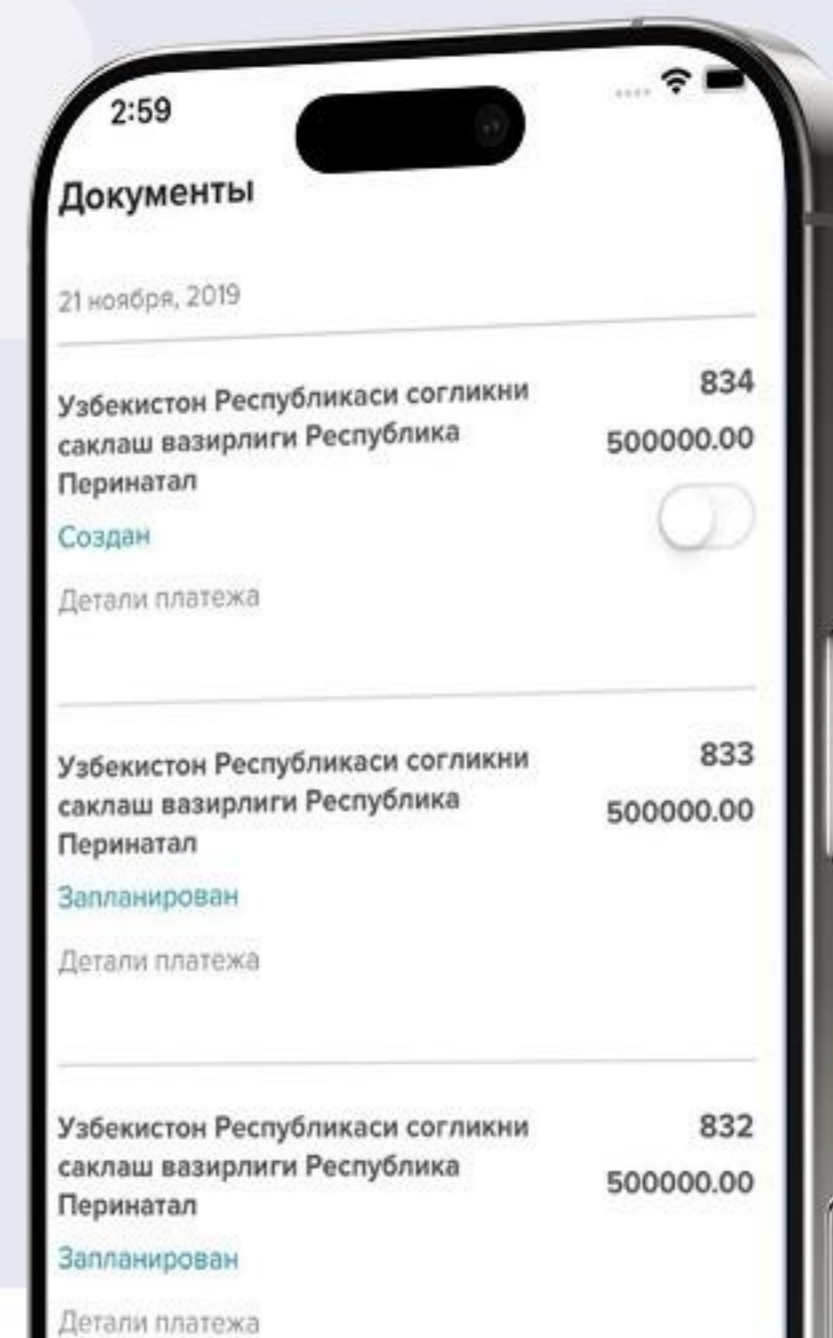 2:59
Документы
21 ноября, 2019
Узбекистон Республикаси согликни
саклаш вазирлиги Республика
Перинатал
834
500000.00
Создан
Детали платежа
Узбекистон Республикаси согликни
саклаш вазирлиги Республика
Перинатал
833
500000.00
Запланирован
Детали платежа
Узбекистон Республикаси согликни
саклаш вазирлиги Республика
Перинатал
832
500000.00
Запланирован
Детали платежа